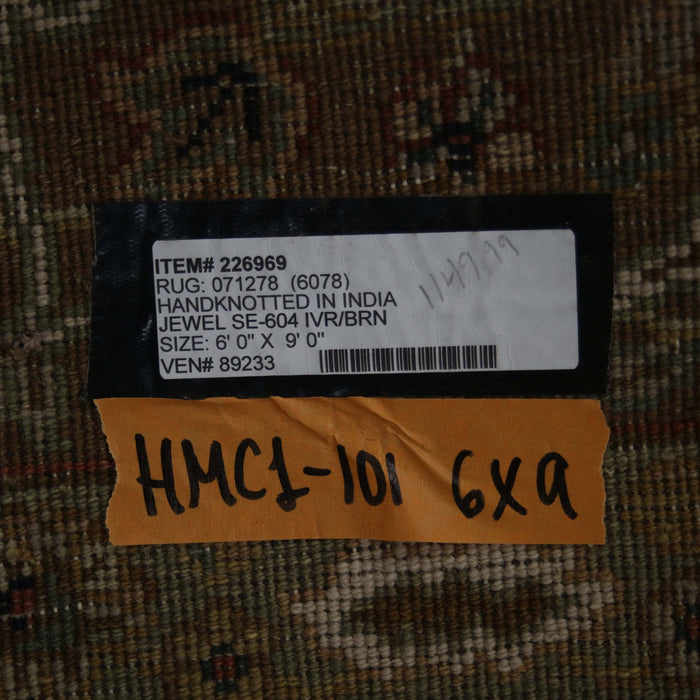 ITEM# 226969
1149.99
RUG: 071278 (6078)
HANDKNOTTED IN INDIA
JEWEL SE-604 IVR/BRN
SIZE: 6' 0" X 9' 0"
VEN# 89233
HMC1-101 6X9